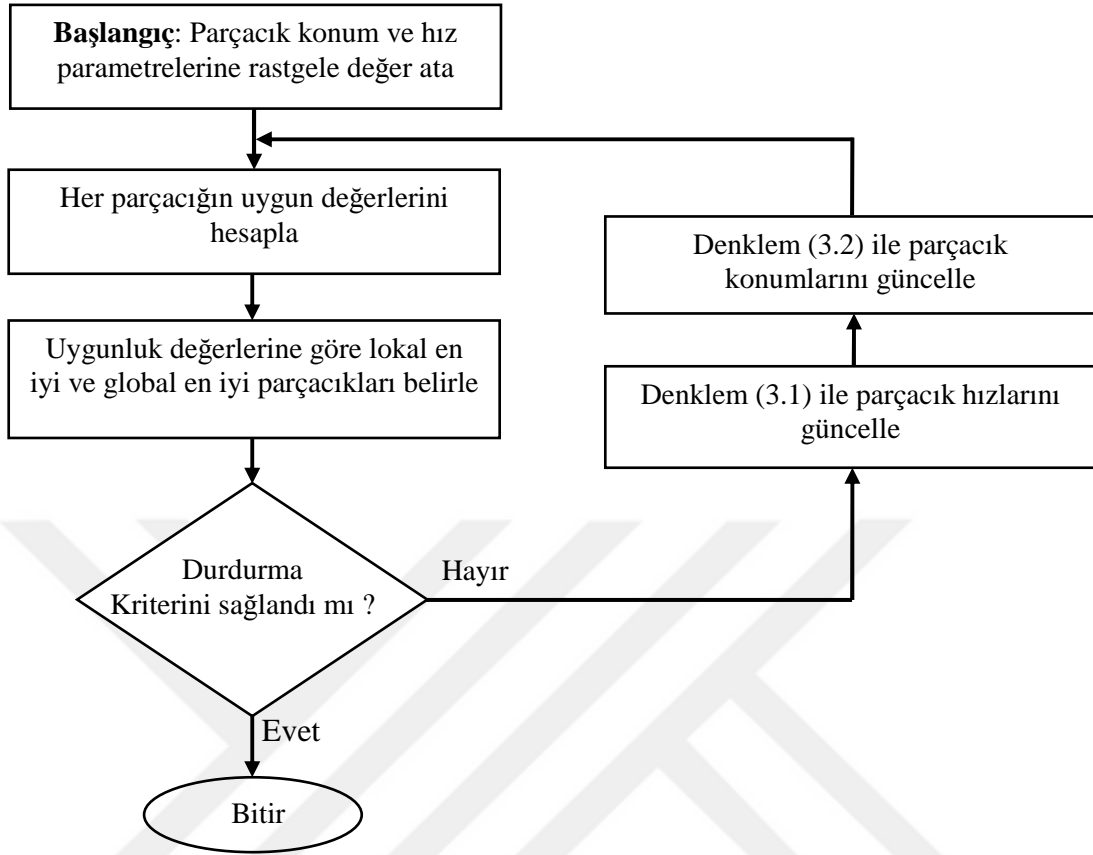 Başlangıç: Parçacık konum ve hız
parametrelerine rastgele değer ata
Her parçacığın uygun değerlerini
hesapla
Uygunluk değerlerine göre lokal en
iyi ve global en iyi parçacıkları belirle
Durdurma
Kriterini sağlandı mı ?
Hayır
Denklem (3.1) ile parçacık hızlarını
güncelle
Denklem (3.2) ile parçacık
konumlarını güncelle
Evet
Bitir